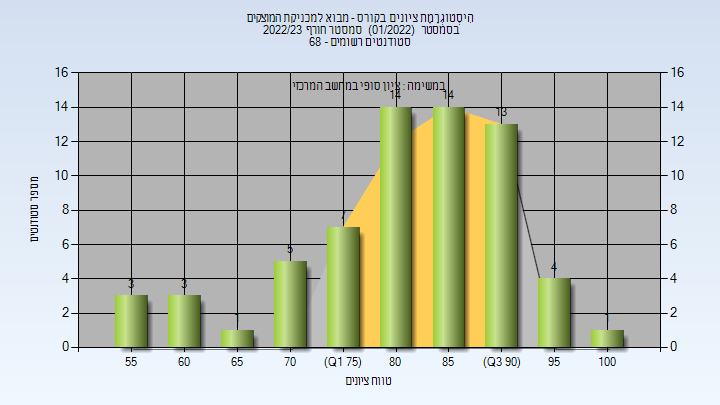 היסטוגרמת ציונים בקורס - מבוא למכניקת המוצקים
בסמסטר (01/2022) סמסטר חורף 2022/23
סטודנטים רשומים - 68
במשימה : ציון סופי במחשב המרכזי
16 16
14 14
12 12
10 10
8 8
6 6
4 4
2 2
0 0
3 3 1 5 7 14 14 13 4 1
מספר סטודנטים
55 60 65 70 (Q1 75) 80 85 (Q3 90) 95 100
טווח ציונים